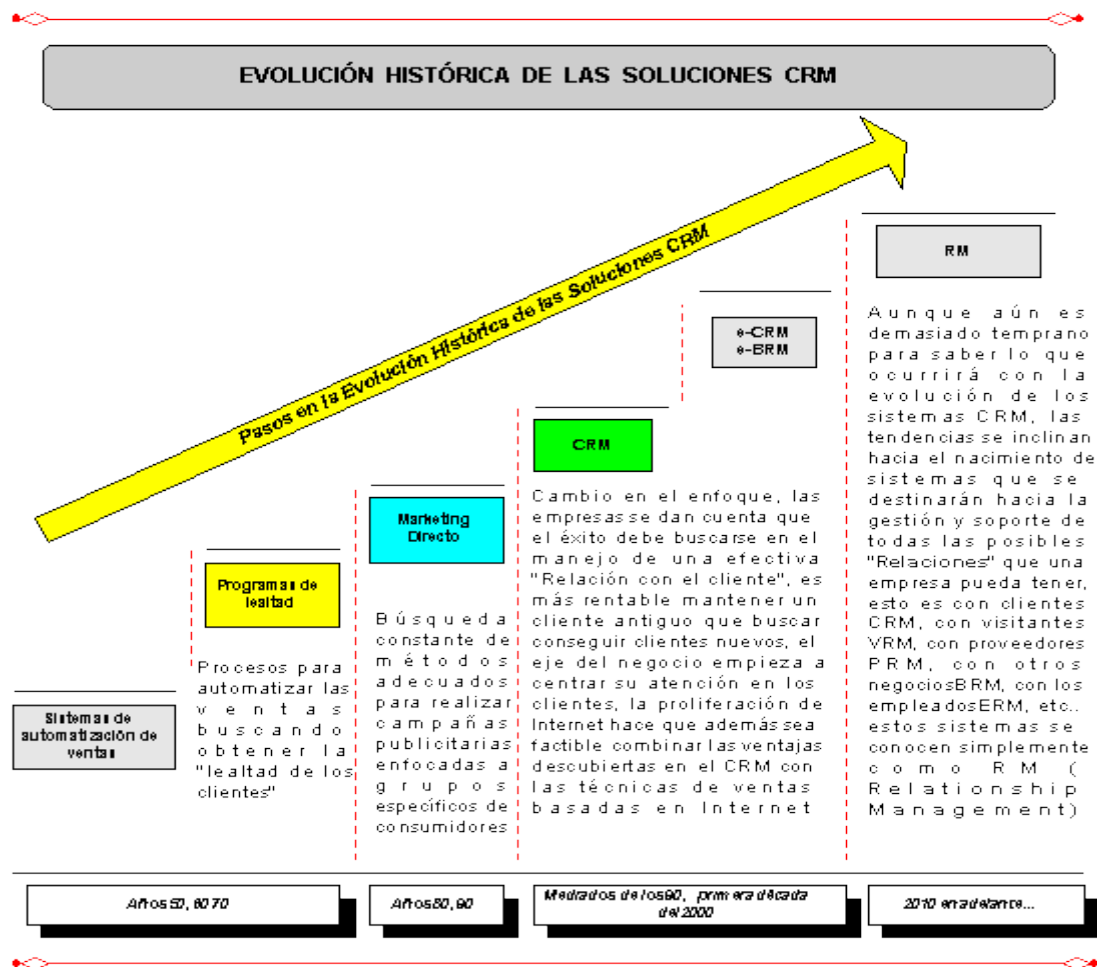 EVOLUCIÓN HISTÓRICA DE LAS SOLUCIONES CRM
Pasos en la Evolución Histórica de las Soluciones CRM
Sistemas de
automatización de
ventas
Programas de
lealtad
Procesos para
automatizar las
ventas
buscando
obtener la
"lealtad de los
clientes"
Marketing
Directo
Búsqueda
constante de
métodos
adecuados
para realizar
campañas
publicitarias
enfocadas a
grupos
específicos de
consumidores
CRM
Cambio en el enfoque, las
empresas se dan cuenta que
el éxito debe buscarse en el
manejo de una efectiva
"Relación con el cliente", es
más rentable mantener un
cliente antiguo que buscar
conseguir clientes nuevos, el
eje del negocio empieza a
centrar su atención en los
clientes, la proliferación de
Internet hace que además sea
factible combinar las ventajas
descubiertas en el CRM con
las técnicas de ventas
basadas en Internet
e-CRM
e-BRM
RM
Aunque aún es
demasiado temprano
para saber lo que
ocurrirá con la
evolución de los
sistemas CRM, las
tendencias se inclinan
hacia el nacimiento de
sistemas que se
destinarán hacia la
gestión y soporte de
todas las posibles
"Relaciones" que una
empresa pueda tener,
esto es con clientes
CRM, con visitantes
VRM, con proveedores
PRM, con otros
negociosBRM, con los
empleadosERM, etc..
estos sistemas se
conocen simplemente
como RM (
Relationship
Management)
Años 50, 60 70
Años 80, 90
Mediados de los 90, primera década
del 2000
2010 en adelante...